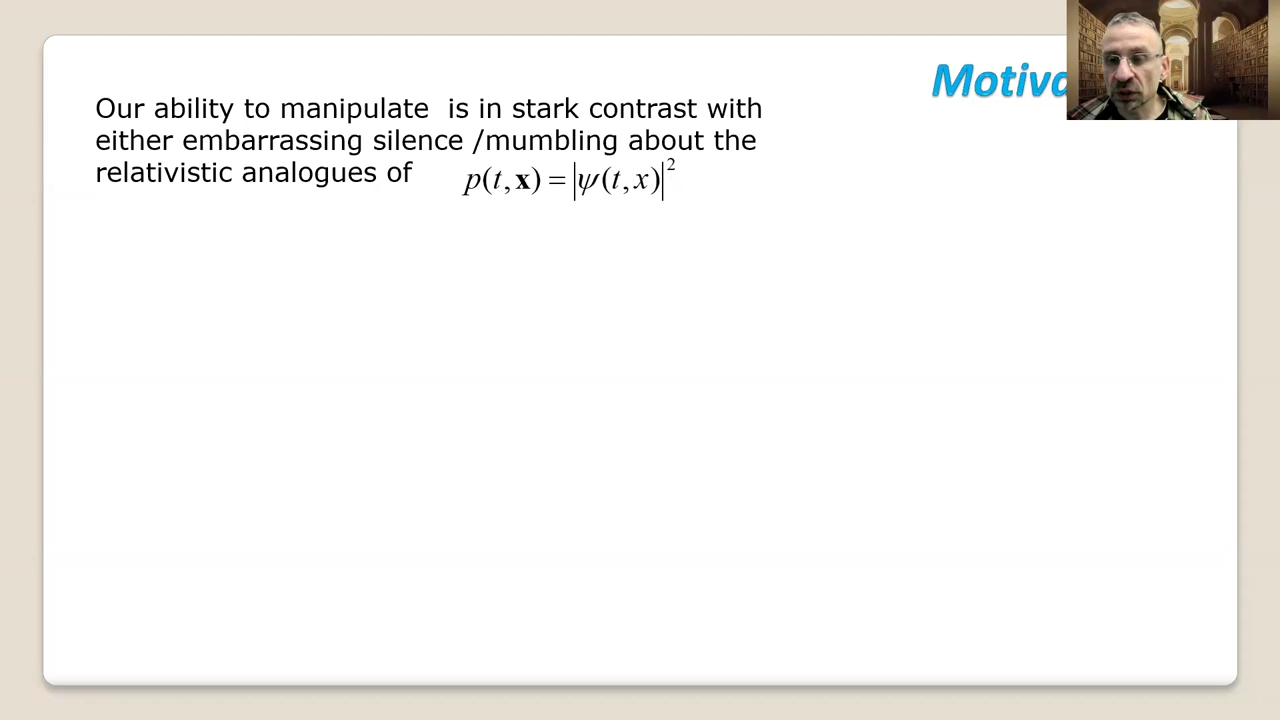 Motiva
Our ability to manipulate is in stark contrast with
either embarrassing silence /mumbling about the
relativistic analogues of p(t, x) = |ψ(t, x)|²